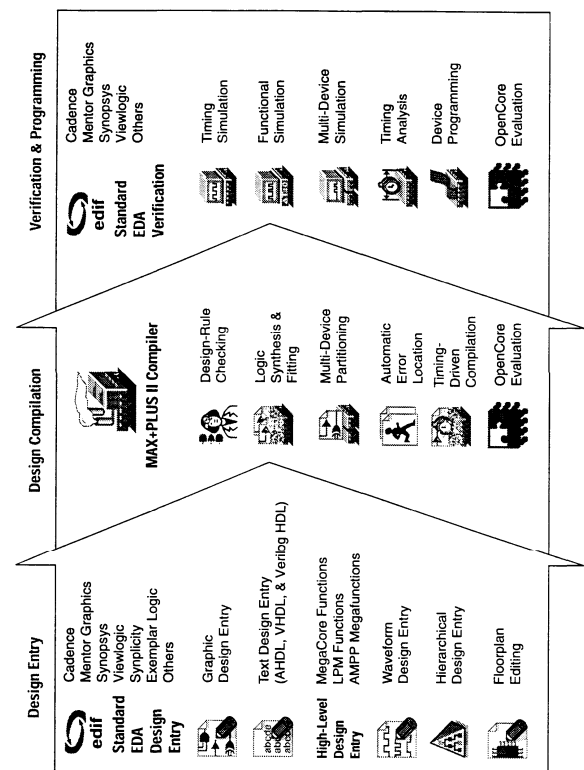 Design Entry
edif
Standard
EDA
Design
Entry
Cadence
Mentor Graphics
Synopsys
Viewlogic
Synplicity
Exemplar Logic
Others
Graphic
Design Entry
abcde
abcde
abcde
Text Design Entry
(AHDL, VHDL, & Verilog HDL)
High-Level
Design
Entry
MegaCore Functions
LPM Functions
AMPP Megafunctions
Waveform
Design Entry
Hierarchical
Design Entry
Floorplan
Editing
Design Compilation
MAX+PLUS II Compiler
Design-Rule
Checking
Logic
Synthesis &
Fitting
Multi-Device
Partitioning
Automatic
Error
Location
Timing-
Driven
Compilation
OpenCore
Evaluation
Verification & Programming
edif
Standard
EDA
Verification
Cadence
Mentor Graphics
Synopsys
Viewlogic
Others
Timing
Simulation
Functional
Simulation
Multi-Device
Simulation
Timing
Analysis
Device
Programming
OpenCore
Evaluation